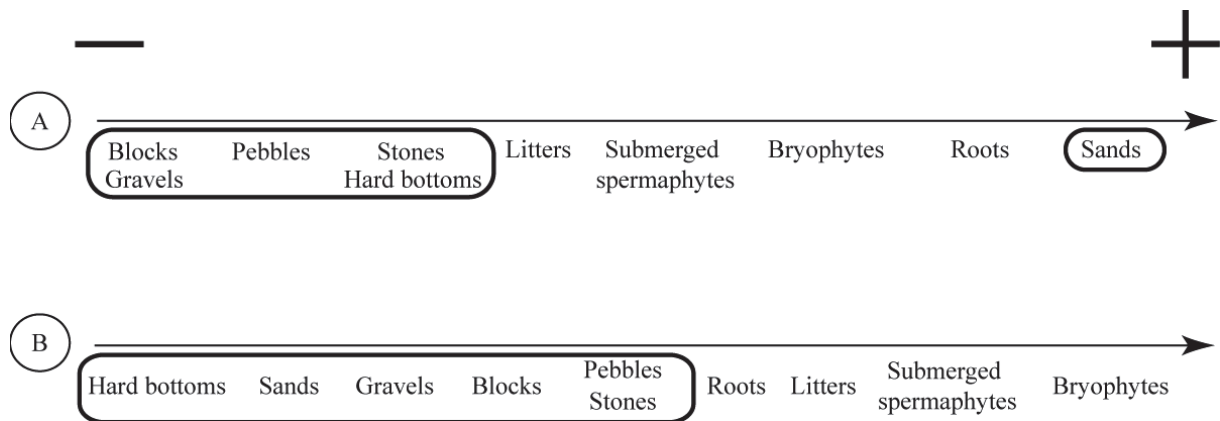 — +
A
Blocks Pebbles Stones Litters Submerged Bryophytes Roots Sands
Gravels Hard bottoms spermaphytes
B
Hard bottoms Sands Gravels Blocks Pebbles Roots Litters Submerged Bryophytes
Stones spermaphytes